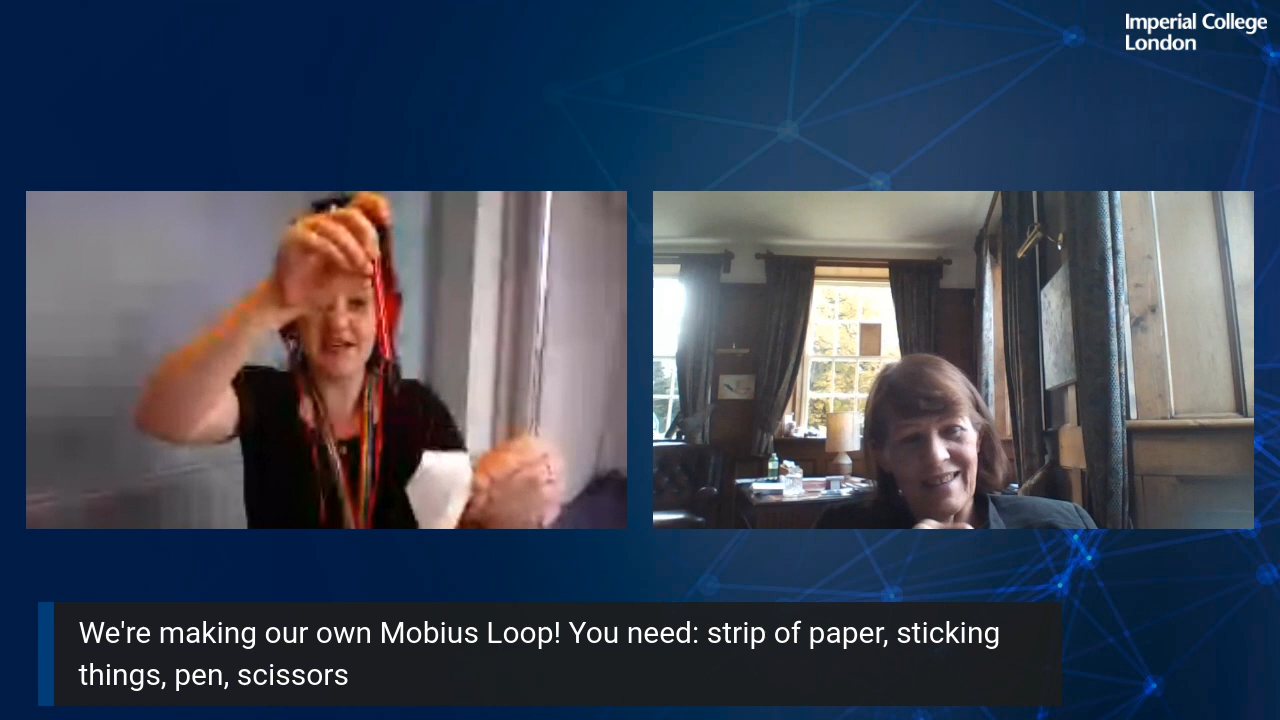 Imperial College
London
We're making our own Mobius Loop! You need: strip of paper, sticking
things, pen, scissors